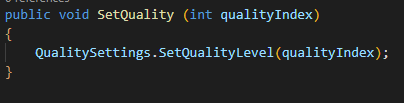 public void SetQuality (int qualityIndex)
{
    QualitySettings.SetQualityLevel(qualityIndex);
}